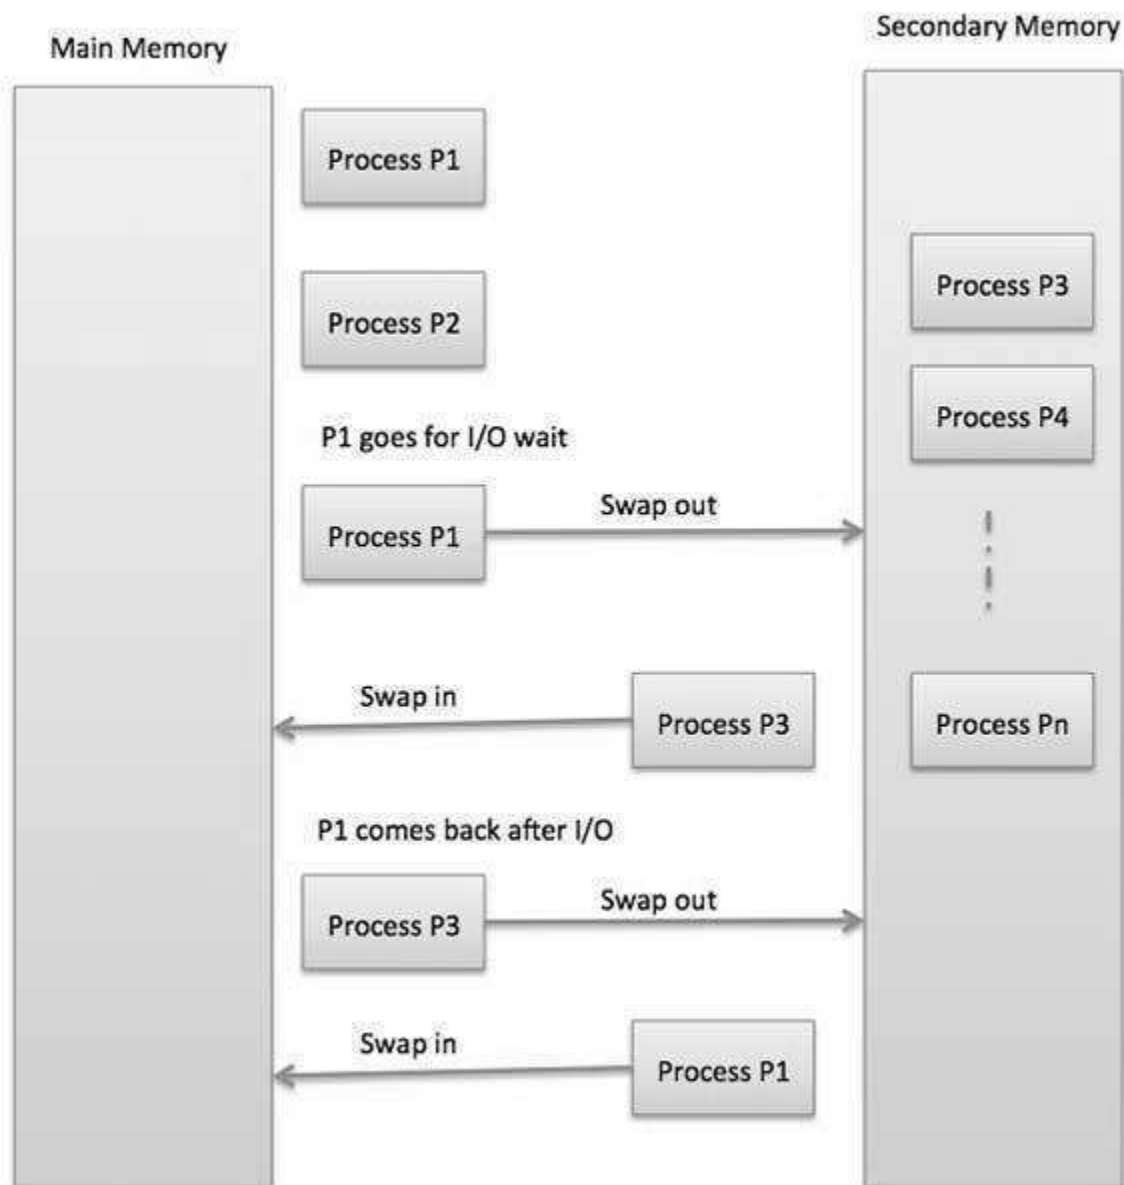 Main Memory
Secondary Memory
Process P1
Process P2
Process P3
Process P4
P1 goes for I/O wait
Process P1
Swap out
Swap in
Process P3
Process Pn
P1 comes back after I/O
Process P3
Swap out
Swap in
Process P1